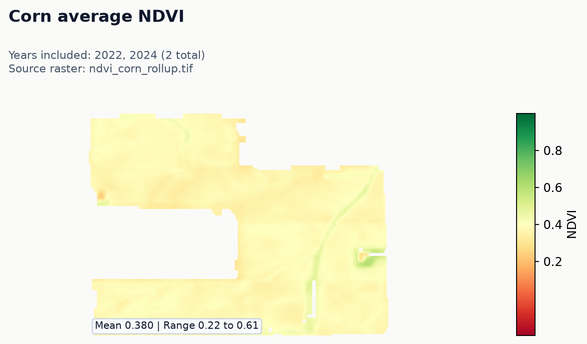 Corn average NDVI
Years included: 2022, 2024 (2 total)
Source raster: ndvi_corn_rollup.tif
0.8
0.6
0.4
0.2
NDVI
Mean 0.380 | Range 0.22 to 0.61